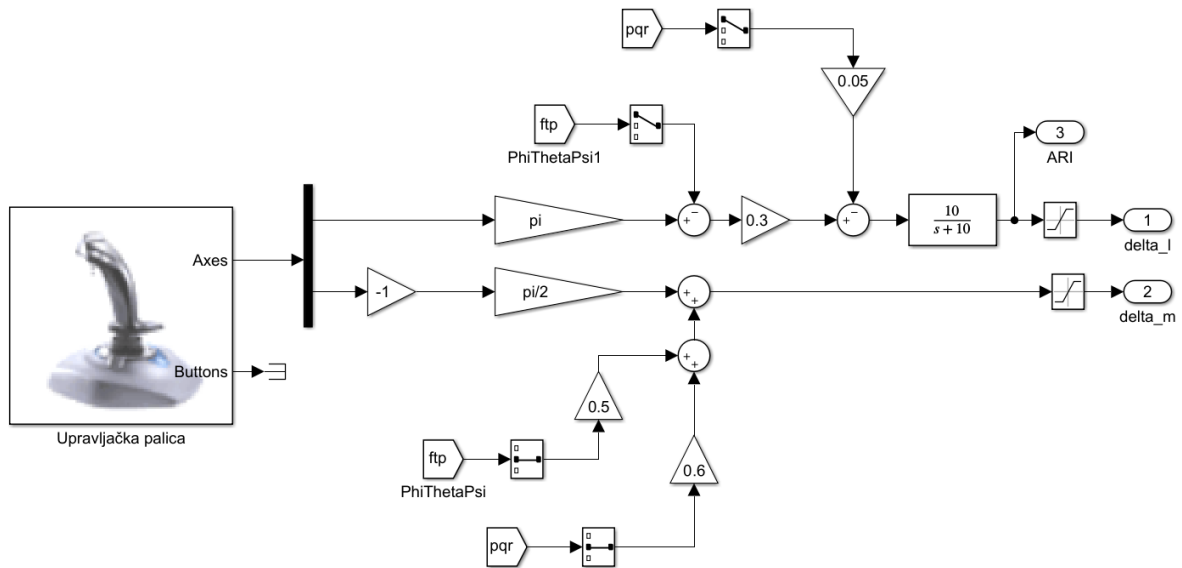 pqr
0.05
ftp
PhiThetaPsi1
3
ARI
Axes
pi
+
−
0.3
+
−
10
s + 10
1
delta_l
-1
pi/2
+
+
2
delta_m
Buttons
+
+
0.5
Upravljačka palica
ftp
PhiThetaPsi
0.6
pqr